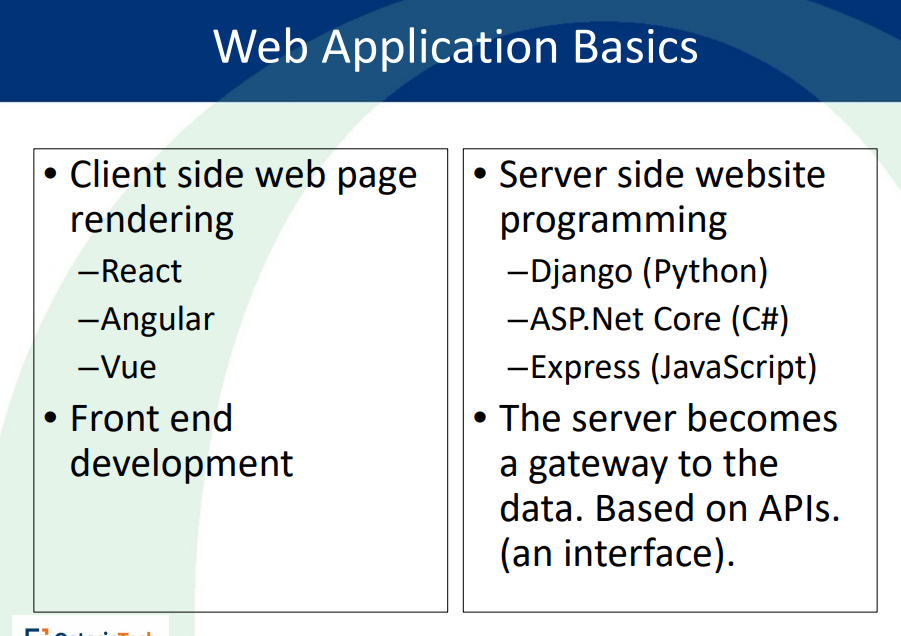 Web Application Basics
• Client side web page
rendering
–React
–Angular
–Vue
• Front end
development
• Server side website
programming
–Django (Python)
–ASP.Net Core (C#)
–Express (JavaScript)
• The server becomes
a gateway to the
data. Based on APIs.
(an interface).